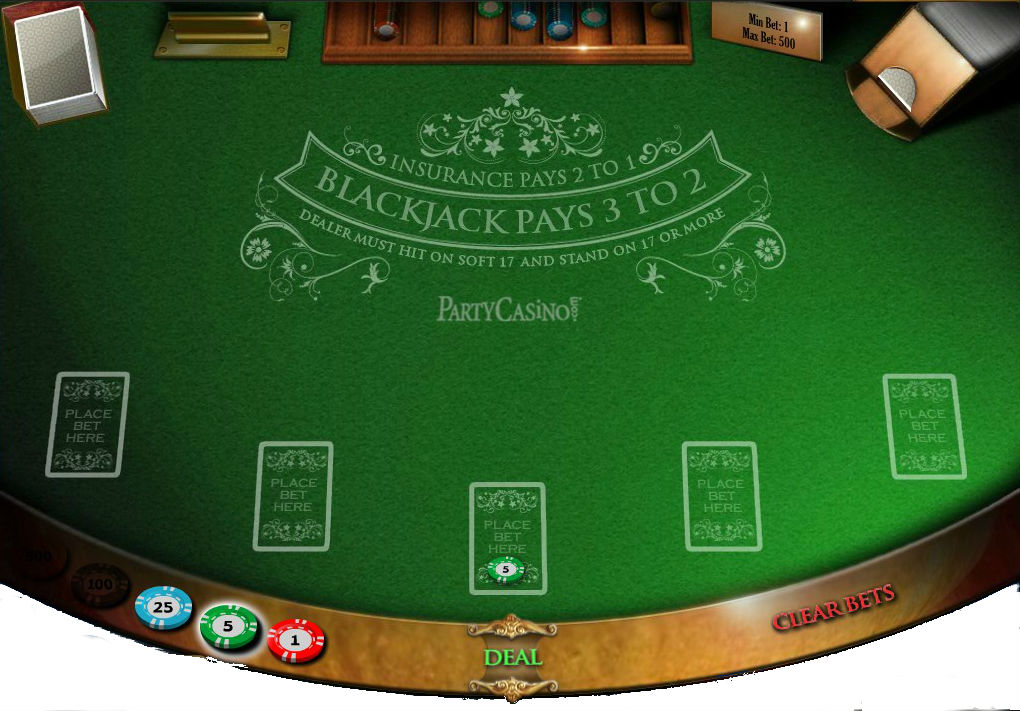 Min Bet: 1
Max Bet: 500
INSURANCE PAYS 2 TO 1
BLACKJACK PAYS 3 TO 2
DEALER MUST HIT ON SOFT 17 AND STAND ON 17 OR MORE
PARTYCASINO.COM
PLACE
BET
HERE
PLACE
BET
HERE
PLACE
BET
HERE
5
PLACE
BET
HERE
PLACE
BET
HERE
500
100
25
5
1
DEAL
CLEAR BETS